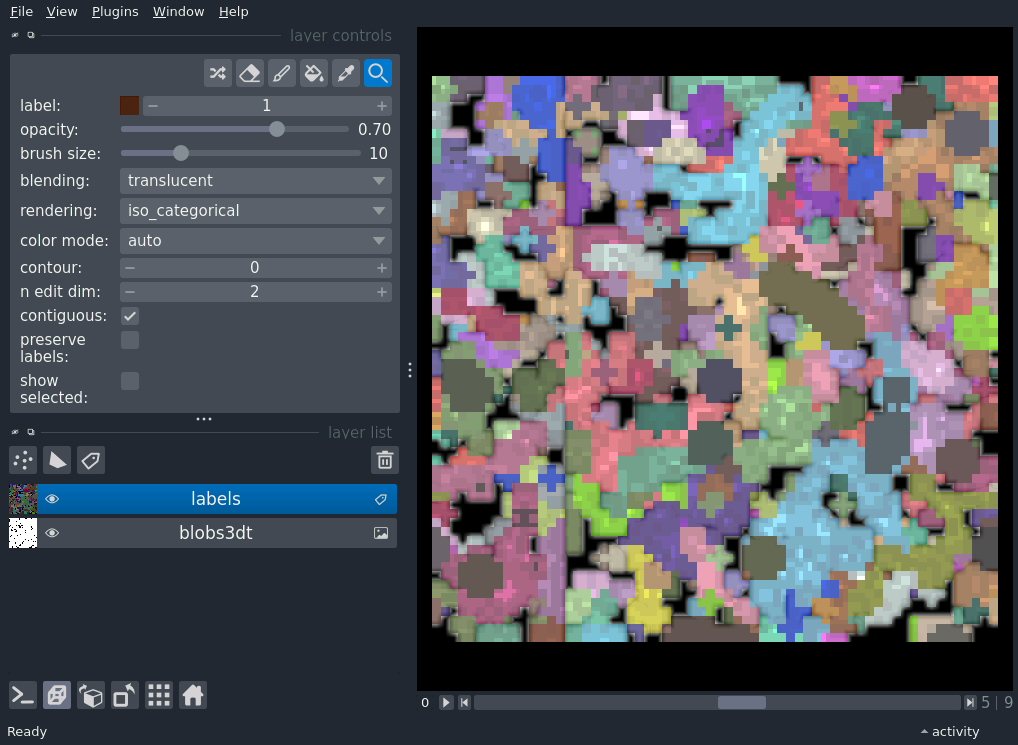 File View Plugins Window Help
layer controls
label: 1
opacity: 0.70
brush size: 10
blending: translucent
rendering: iso_categorical
color mode: auto
contour: 0
n edit dim: 2
contiguous:
preserve
labels:
show
selected:
layer list
labels
blobs3dt
0 5 | 9
Ready activity